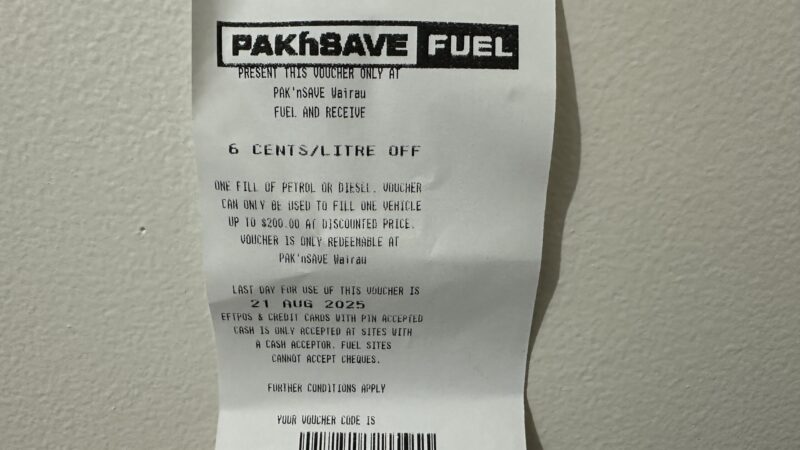 PAKnSAVE FUEL
PRESENT THIS VOUCHER ONLY AT
PAK'nSAVE Wairau
FUEL AND RECEIVE
6 CENTS/LITRE OFF
ONE FILL OF PETROL OR DIESEL. VOUCHER
CAN ONLY BE USED TO FILL ONE VEHICLE
UP TO $200.00 AT DISCOUNTED PRICE.
VOUCHER IS ONLY REDEEMABLE AT
PAK'nSAVE Wairau
LAST DAY FOR USE OF THIS VOUCHER IS
21 AUG 2025
EFTPOS & CREDIT CARDS WITH PIN ACCEPTED
CASH IS ONLY ACCEPTED AT SITES WITH
A CASH ACCEPTOR. FUEL SITES
CANNOT ACCEPT CHEQUES.
FURTHER CONDITIONS APPLY
YOUR VOUCHER CODE IS